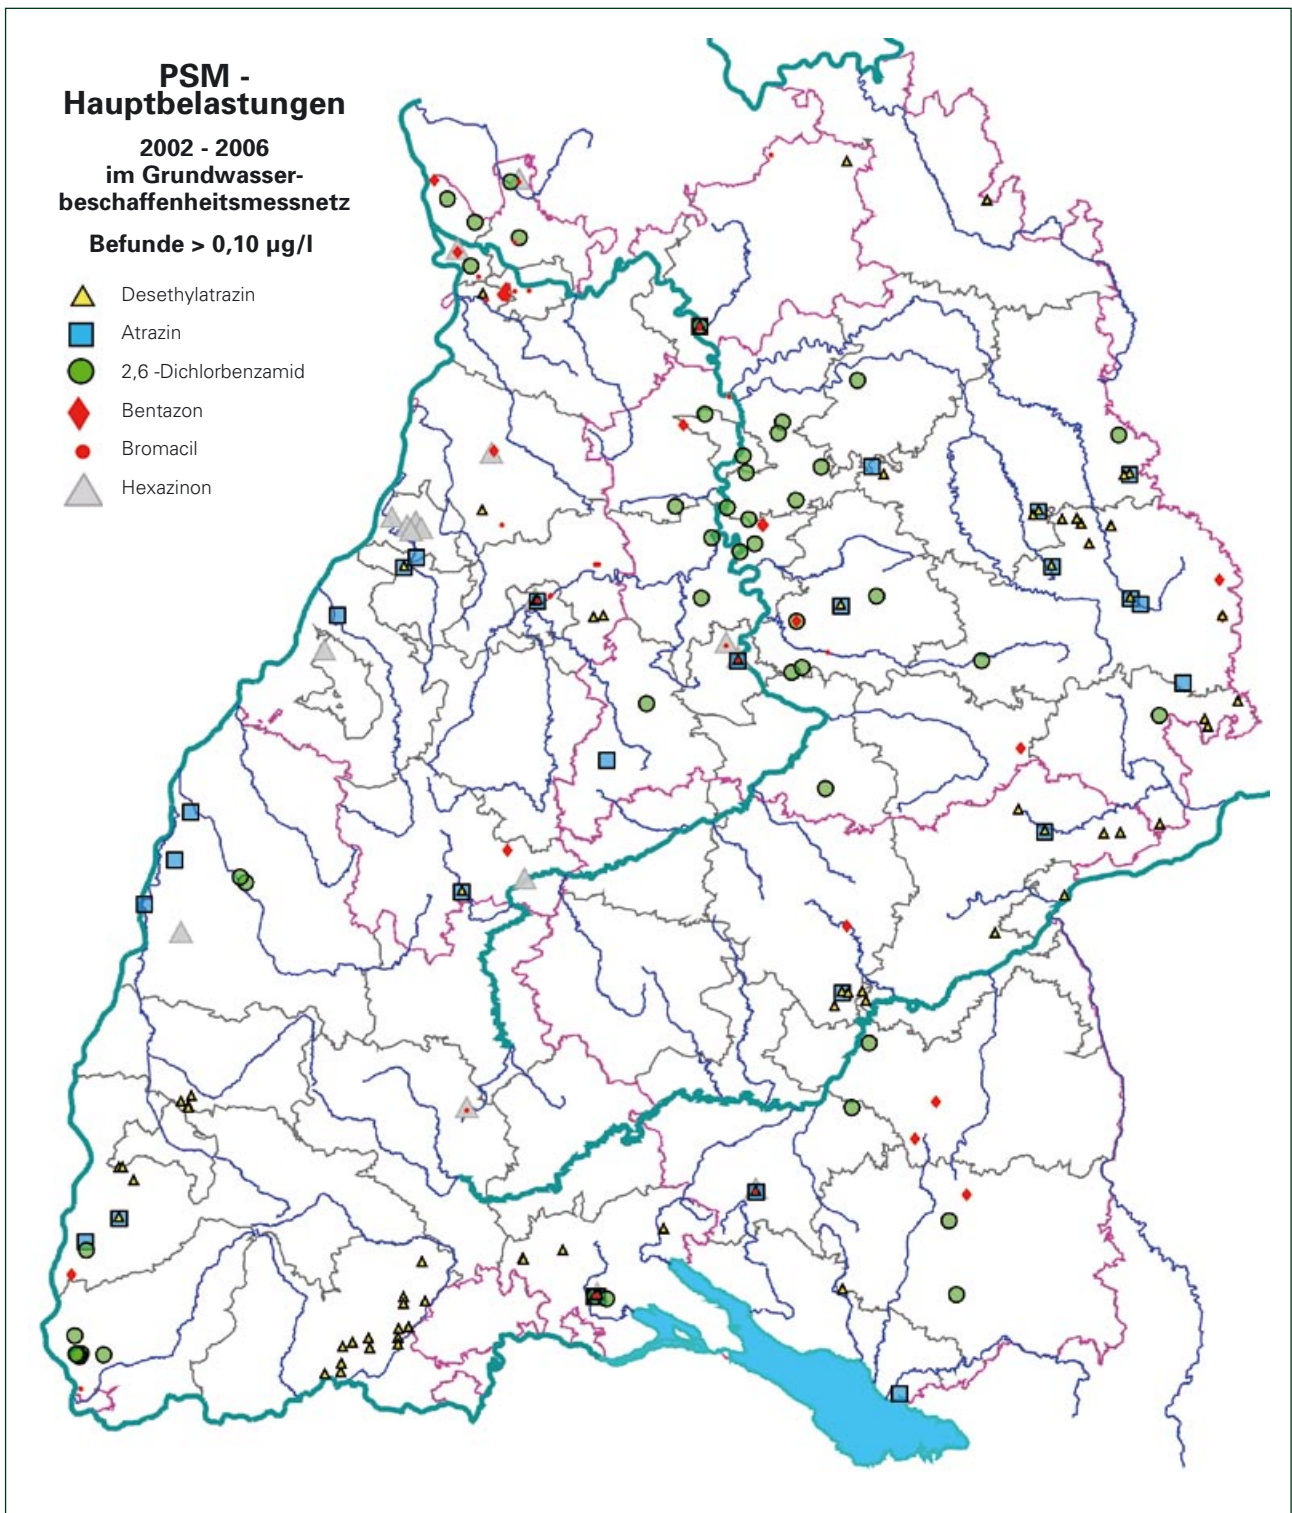 PSM -
Hauptbelastungen
2002 - 2006
im Grundwasser-
beschaffenheitsmessnetz
Befunde > 0,10 µg/l
Desethylatrazin
Atrazin
2,6 -Dichlorbenzamid
Bentazon
Bromacil
Hexazinon